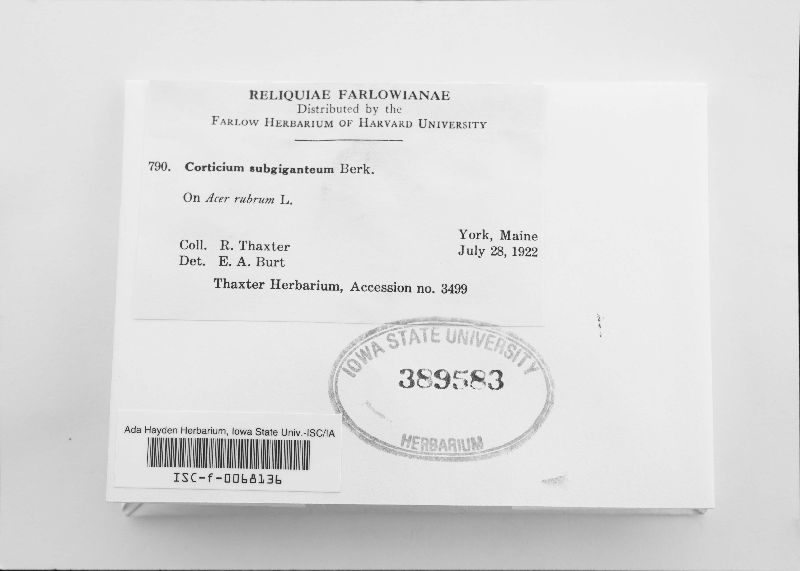 RELIQUIAE FARLOWIANAE
Distributed by the
FARLOW HERBARIUM OF HARVARD UNIVERSITY
790. Corticium subgiganteum Berk.
On Acer rubrum L.
York, Maine
Coll. R. Thaxter
July 28, 1922
Det. E. A. Burt
Thaxter Herbarium, Accession no. 3499
IOWA STATE UNIVERSITY
389583
HERBARIUM
Ada Hayden Herbarium, Iowa State Univ.-ISC/IA
ISC-f-0068136